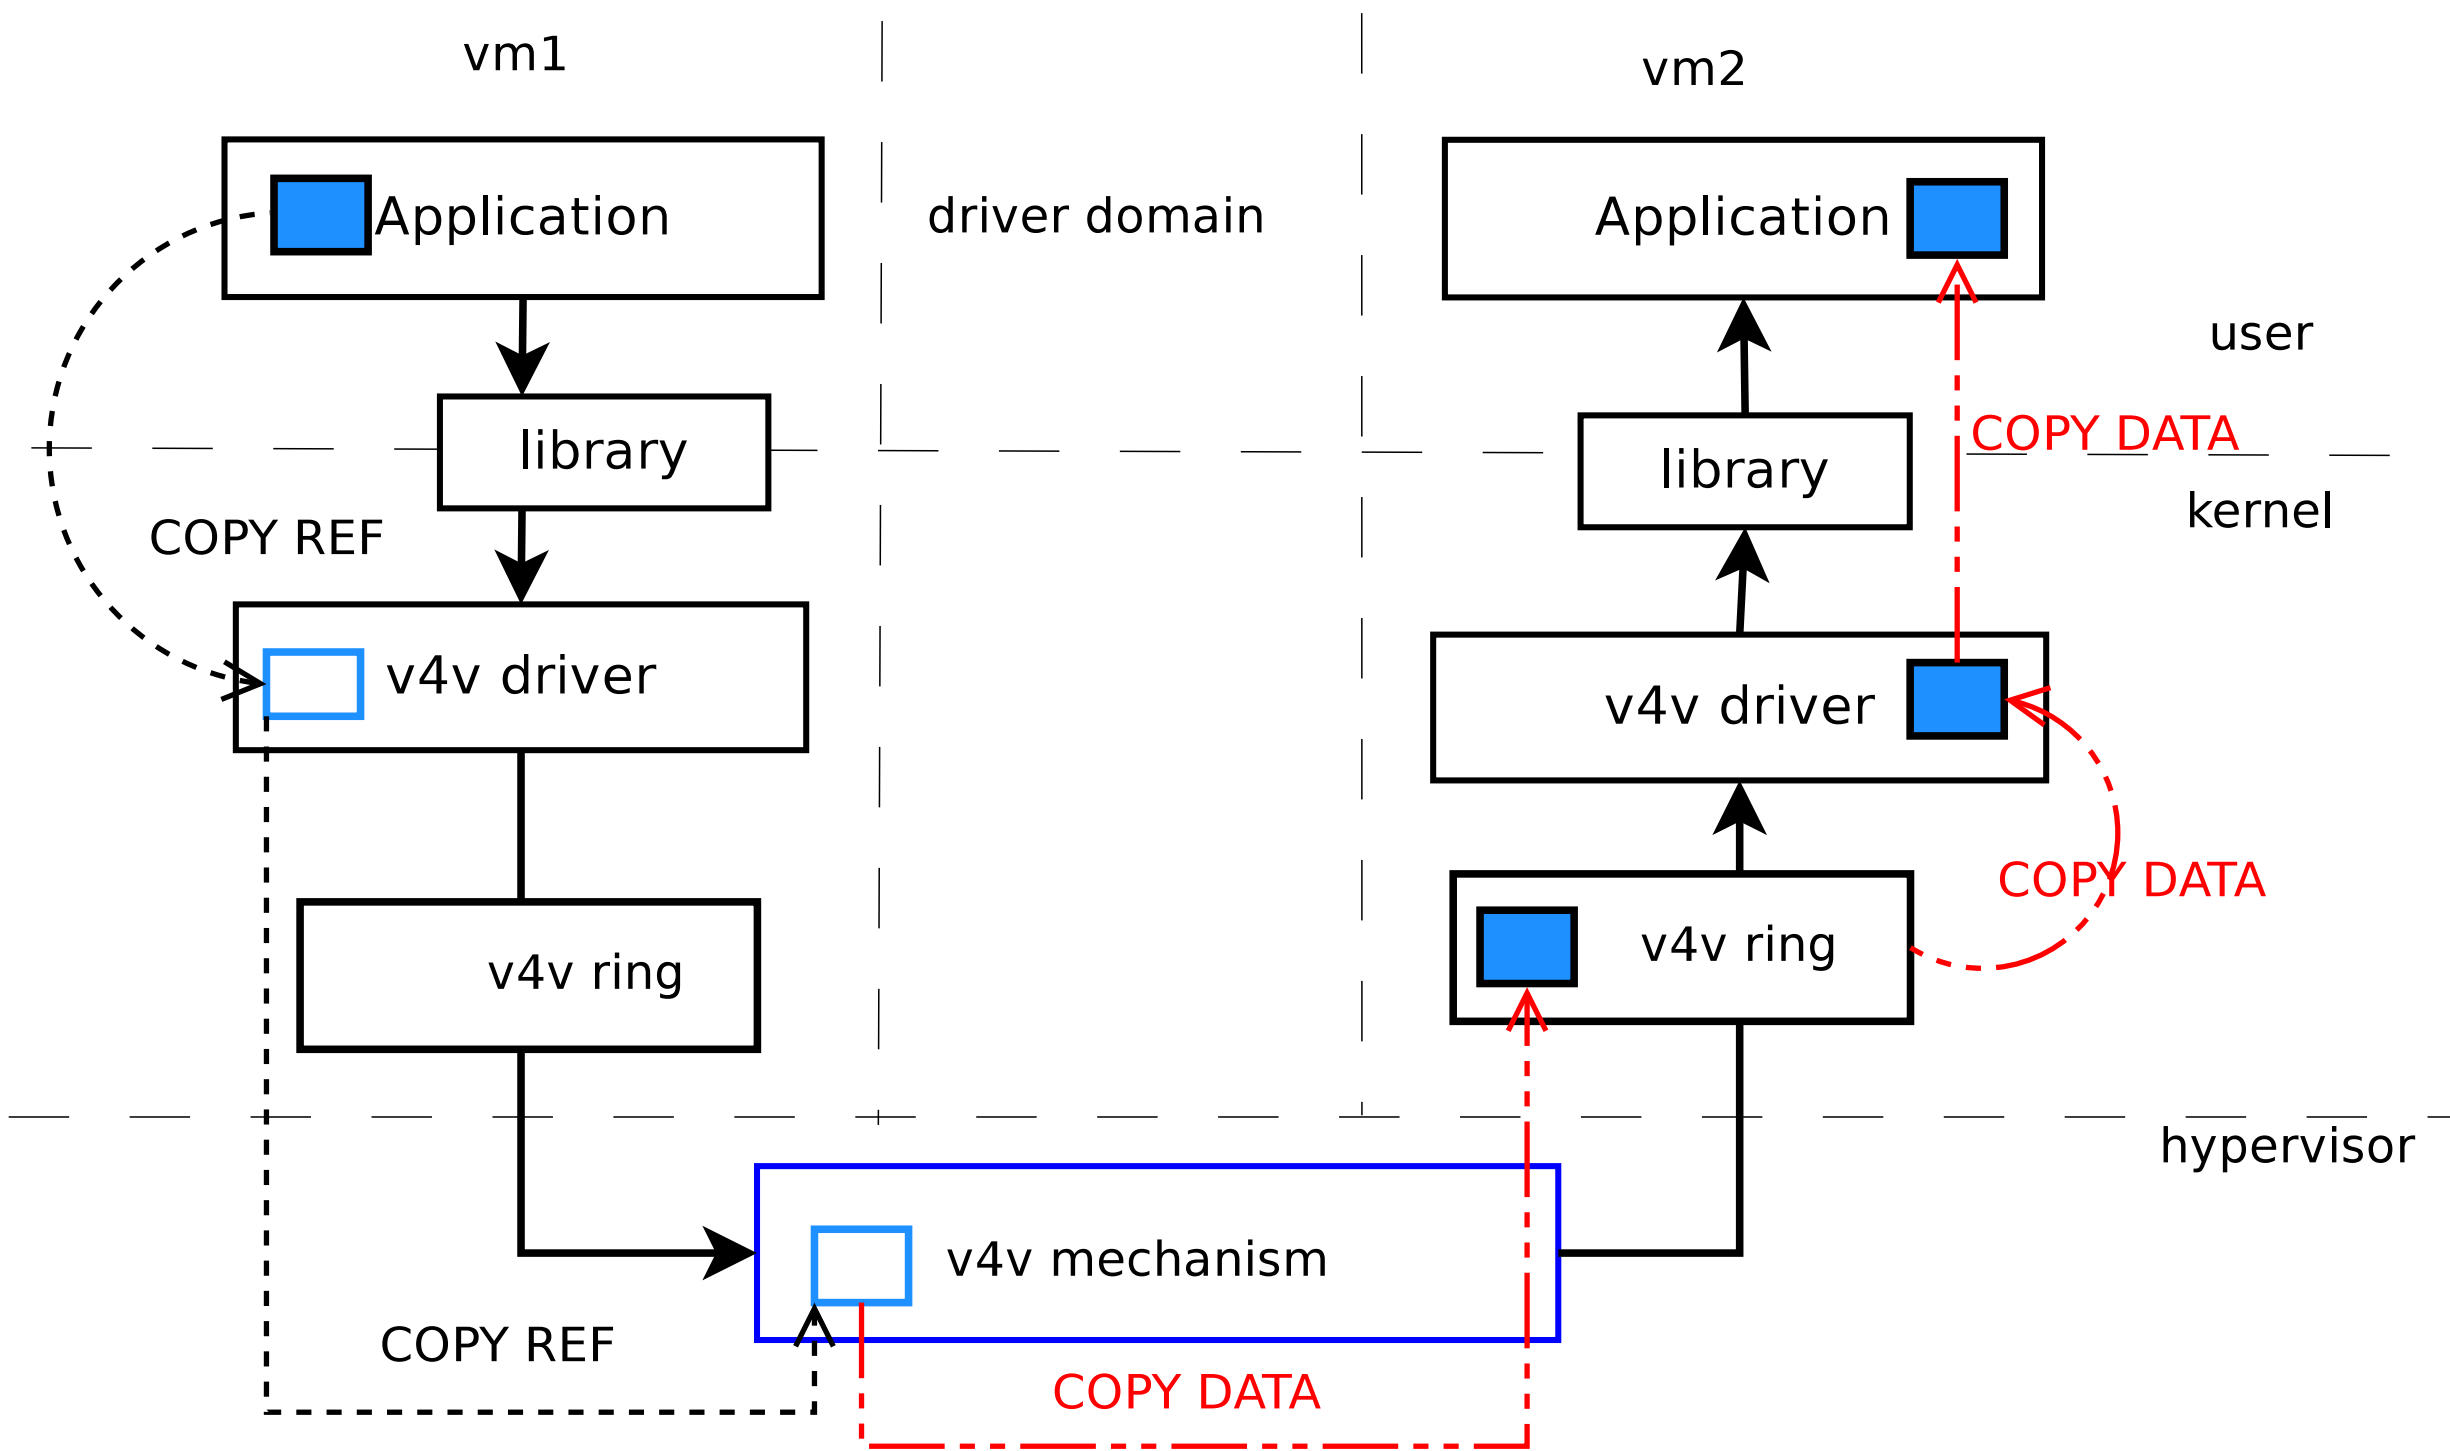 vm1
vm2
Application
driver domain
Application
user
library
COPY DATA
library
COPY REF
kernel
v4v driver
v4v driver
COPY DATA
v4v ring
v4v ring
hypervisor
v4v mechanism
COPY REF
COPY DATA